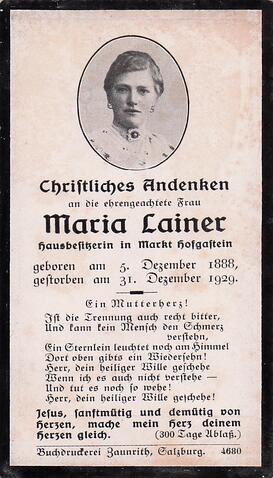 Christliches Andenken
an die ehrengeachtete Frau
Maria Lainer
Hausbesitzerin in Markt Hofgastein
geboren am 5. Dezember 1888,
gestorben am 31. Dezember 1929.
Ein Mutterherz!
Ist die Trennung auch recht bitter,
Und kann kein Mensch den Schmerz
verstehn,
Ein Sternlein leuchtet noch am Himmel
Dort oben gibts ein Wiedersehn!
Herr, dein heiliger Wille geschehe
Wenn ich es auch nicht verstehe —
Und tut es noch so wehe!
Herr, dein heiliger Wille geschehe.
Jesus, sanftmütig und demütig von
Herzen, mache mein Herz deinem
Herzen gleich. (300 Tage Ablaß.)
Buchdruckerei Zaunrith, Salzburg. 4680